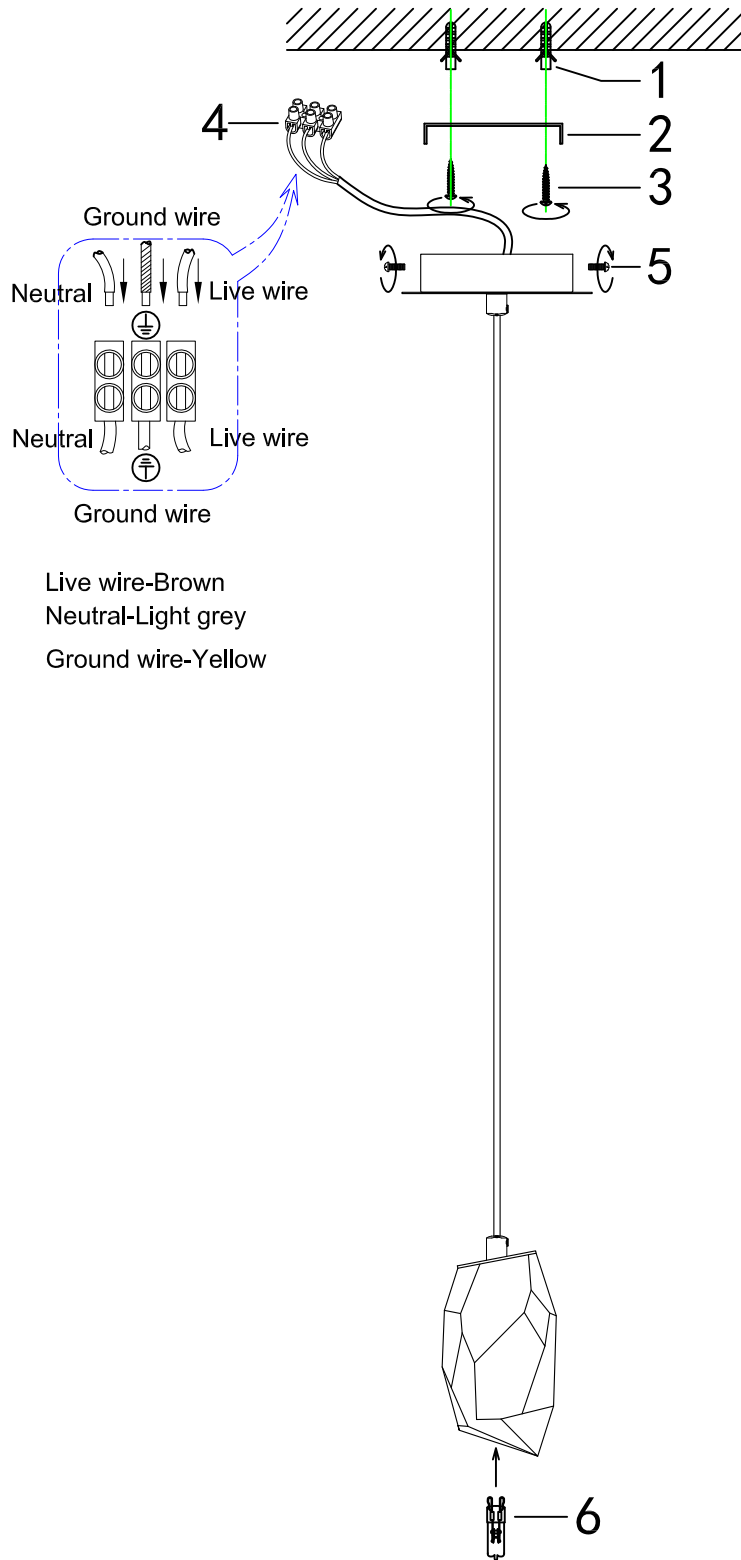 1
4
2
3
Ground wire
5
Neutral Live wire
Neutral Live wire
Ground wire
Live wire-Brown
Neutral-Light grey
Ground wire-Yellow
6